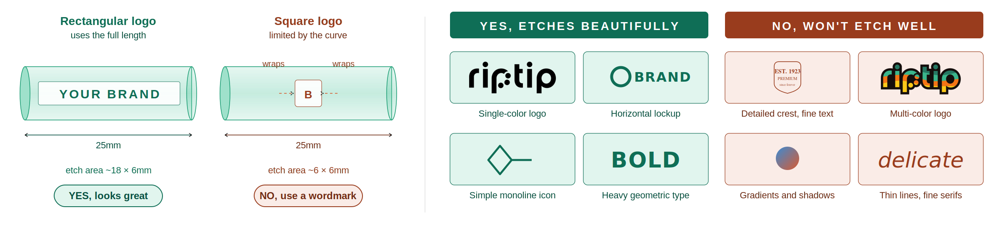 Rectangular logo
uses the full length
YOUR BRAND
25mm
etch area ~18 × 6mm
YES, looks great
Square logo
limited by the curve
wraps wraps
B
25mm
etch area ~6 × 6mm
NO, use a wordmark
YES, ETCHES BEAUTIFULLY
riptip
Single-color logo
BRAND
Horizontal lockup
Simple monoline icon
BOLD
Heavy geometric type
NO, WON'T ETCH WELL
EST. 1923
PREMIUM
since forever
Detailed crest, fine text
riptip
Multi-color logo
Gradients and shadows
delicate
Thin lines, fine serifs